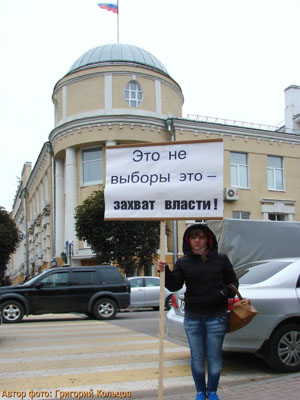 Это не
выборы это –
захват власти !
Автор фото: Григорий Кольцов